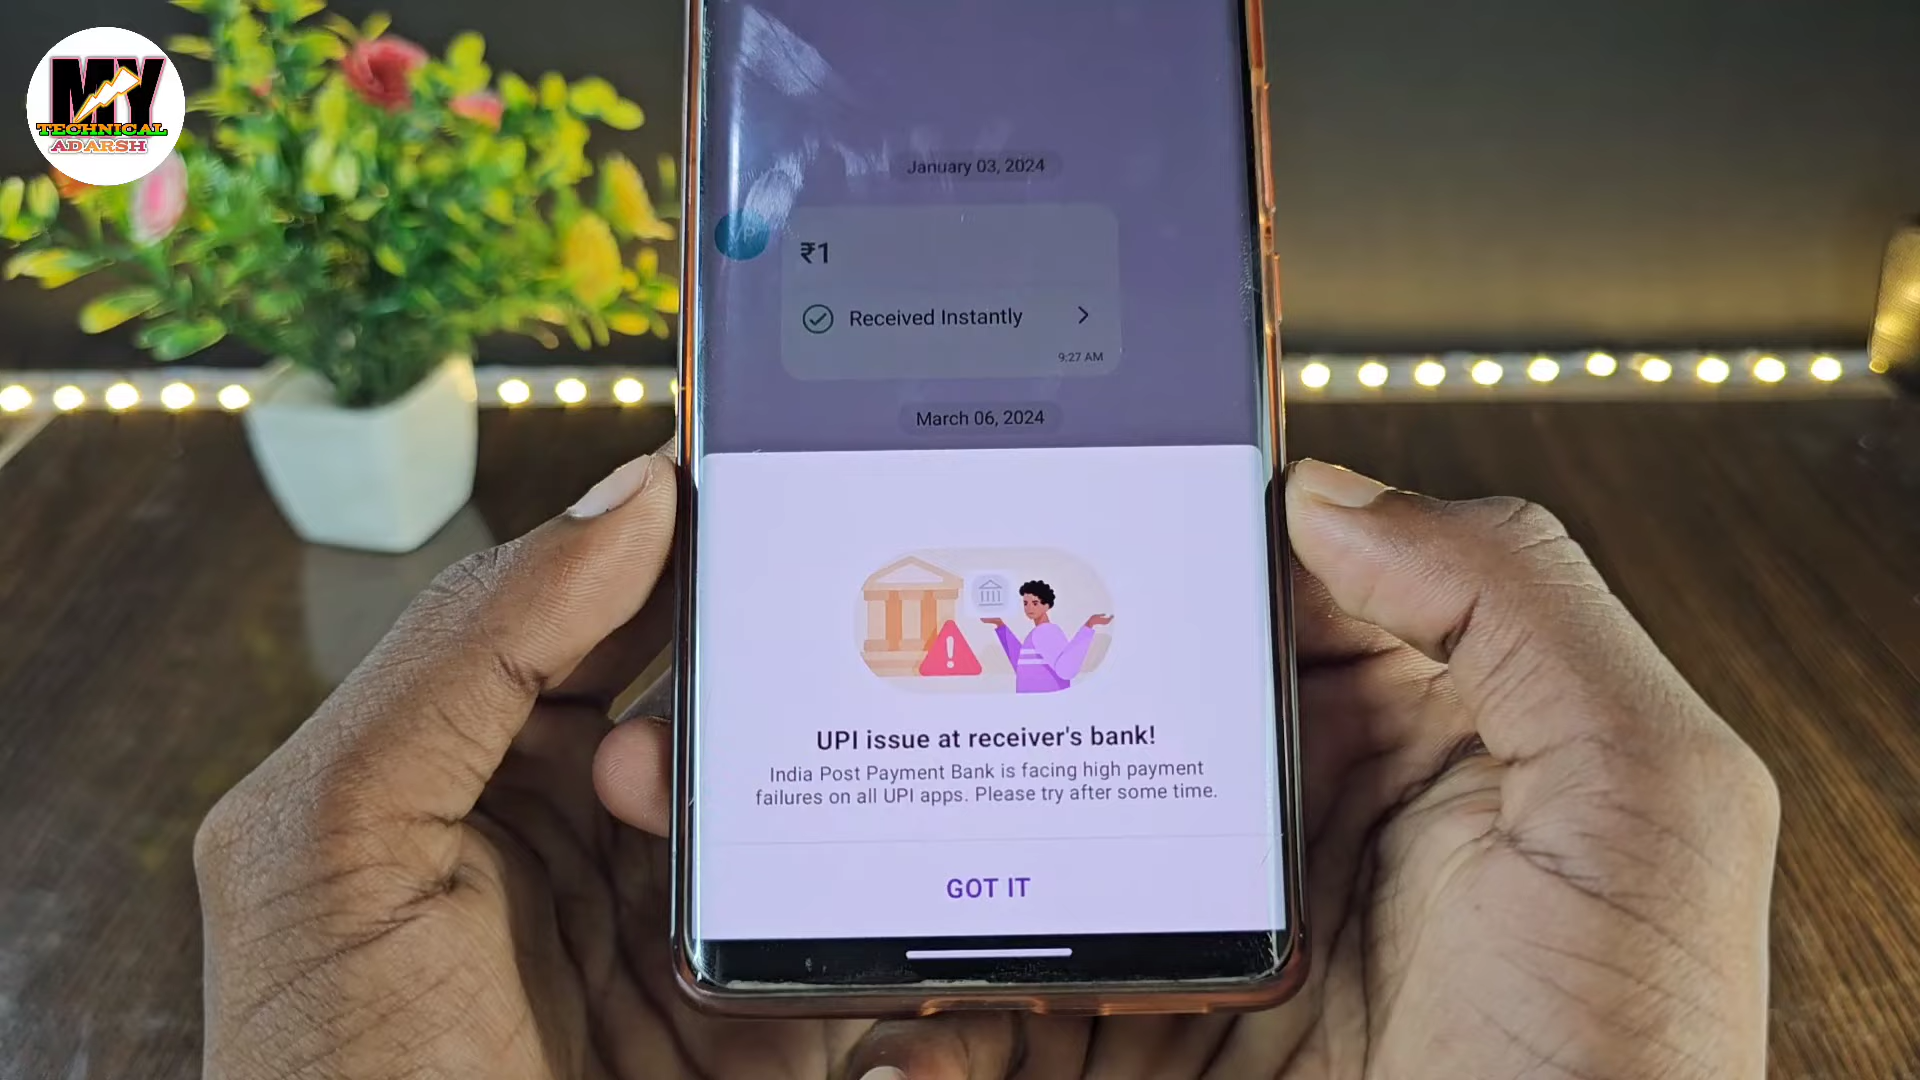 MY
TECHNICAL
ADARSH
January 03, 2024
₹1
Received Instantly
9:27 AM
March 06, 2024
UPI issue at receiver's bank!
India Post Payment Bank is facing high payment
failures on all UPI apps. Please try after some time.
GOT IT